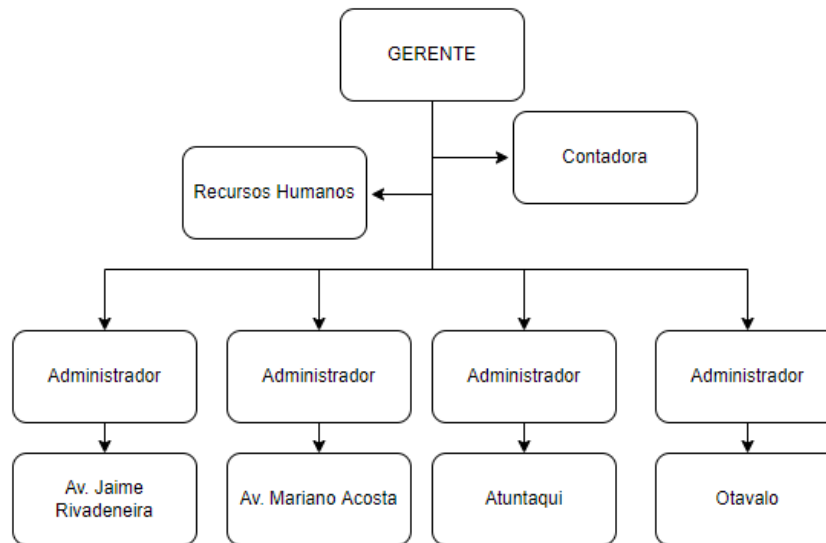 GERENTE
Contadora
Recursos Humanos
Administrador
Administrador
Administrador
Administrador
Av. Jaime
Rivadeneira
Av. Mariano Acosta
Atuntaqui
Otavalo